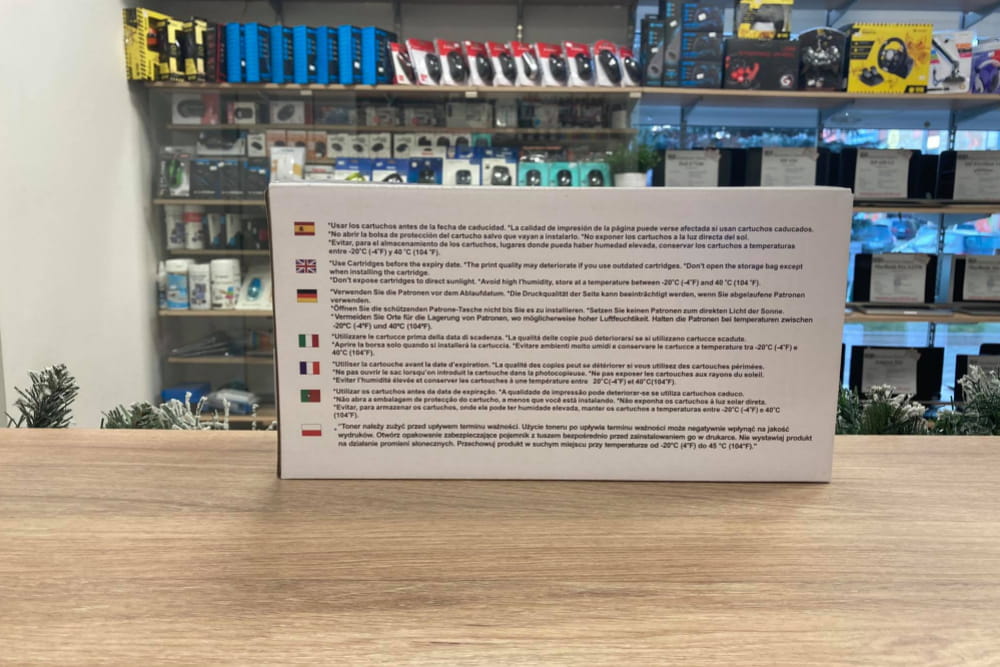 *Usar los cartuchos antes de la fecha de caducidad. *La calidad de impresión de la página puede verse afectada si usan cartuchos caducados.
*No abrir la bolsa de protección del cartucho salvo que vayan a instalarlo. *No exponer los cartuchos a la luz directa del sol.
*Evitar, para el almacenamiento de los cartuchos, lugares donde pueda haber humedad elevada, conservar los cartuchos a temperaturas
entre -20°C (-4°F) y 40 °C (104 °F).
*Use Cartridges before the expiry date. *The print quality may deteriorate if you use outdated cartridges. *Don't open the storage bag except
when installing the cartridge.
*Don't expose cartridges to direct sunlight. *Avoid high l'humidity, store at a temperature between -20°C (-4°F) and 40 °C (104 °F).
*Verwenden Sie die Patronen vor dem Ablaufdatum. *Die Druckqualität der Seite kann beeinträchtigt werden, wenn Sie abgelaufene Patronen
verwenden.
*Öffnen Sie die schützenden Patrone-Tasche nicht bis Sie es zu installieren. *Setzen Sie keinen Patronen zum direkten Licht der Sonne.
*Vermeiden Sie Orte für die Lagerung von Patronen, wo möglicherweise hoher Luftfeuchtigkeit. Halten die Patronen bei temperaturen zwischen
-20ºC (-4ºF) und 40ºC (104ºF).
*Utilizzare le cartucce prima della data di scadenza. *La qualità delle copie può deteriorarsi se si utilizzeno cartucce scadute.
*Aprire la borsa solo quando si installerà la cartuccia. *Evitare ambienti molto umidi e conservare le cartucce a temperature tra -20°C (-4°F) e
40°C (104°F).
*Utiliser la cartouche avant la date d'expiration. *La qualité des copies peut se détériorer si vous utilisez des cartouches périmées.
*Ne pas ouvrir le sac lorsqu'on introduit la cartouche dans la photocopieuse. *Ne pas exposer les cartouches aux rayons du soleil.
*Eviter l'humidité élevée et conserver les cartouches à une température entre 20°C(-4°F) et 40°C(104°F).
*Utilizar os cartuchos antes da data de expiração. *A qualidade de impressão pode deteriorar-se se utiliza cartuchos caduco.
*Não abra a embalagem de protecção do cartucho, a menos que você está instalando. *Não exponha os cartuchos à luz solar direta.
*Evitar, para armazenar os cartuchos, onde ele pode ter humidade elevada, manter os cartuchos a temperaturas entre -20°C (-4°F) e 40°C
(104°F).
*"Toner należy zużyć przed upływem terminu ważności. Użycie toneru po upływie terminu ważności może negatywnie wpłynąć na jakość
wydruków. Otwórz opakowanie zabezpieczające pojemnik z tuszem bezpośrednio przed zainstalowaniem go w drukarce. Nie wystawiaj produkt
na działanie promieni słonecznych. Przechowuj produkt w suchym miejscu przy temperaturze od -20°C (4°F) do 45 °C (104°F)."